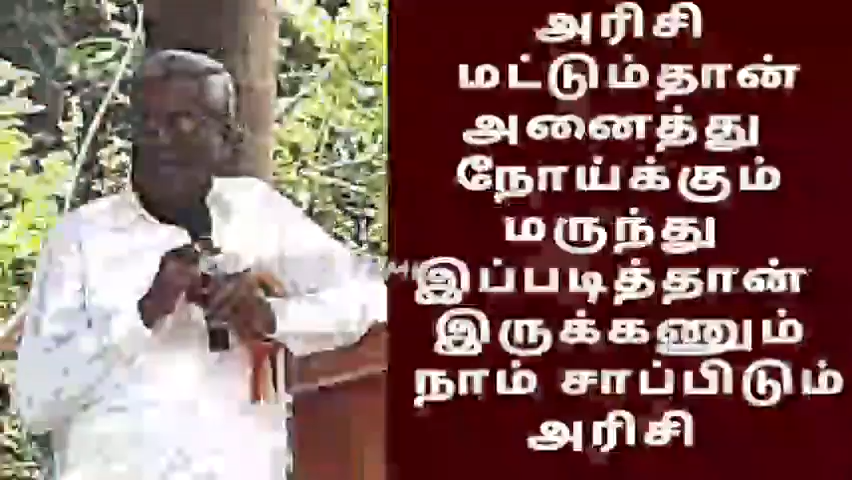 அரிசி
மட்டும்தான்
அனைத்து
நோய்க்கும்
மருந்து
இப்படித்தான்
இருக்கணும்
நாம் சாப்பிடும்
அரிசி